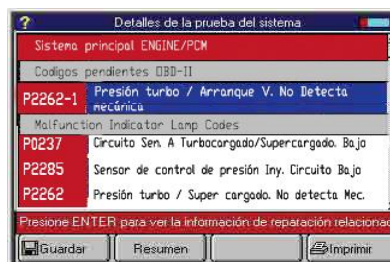 ? Detalles de la prueba del sistema
Sistema principal ENGINE/PCM
Codigos pendientes OBD-II
P2262-1 Presión turbo / Arranque V. No Detecta
mecánica
Malfunction Indicator Lamp Codes
P0237 Circuito Sen. A Turbocargado/Supercargado. Bajo
P2285 Sensor de control de presión Iny. Circuito Bajo
P2262 Presión turbo / Super cargado. No detecta Mec.
Presione ENTER para ver la información de reparación relacionad
Guardar Resumen Imprimir